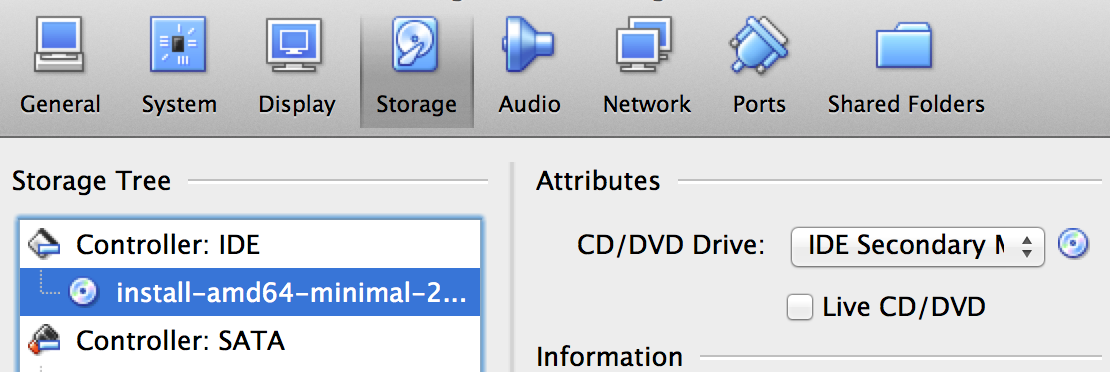 General System Display Storage Audio Network Ports Shared Folders
Storage Tree
Controller: IDE
install-amd64-minimal-2...
Controller: SATA
Attributes
CD/DVD Drive: IDE Secondary
Live CD/DVD
Information